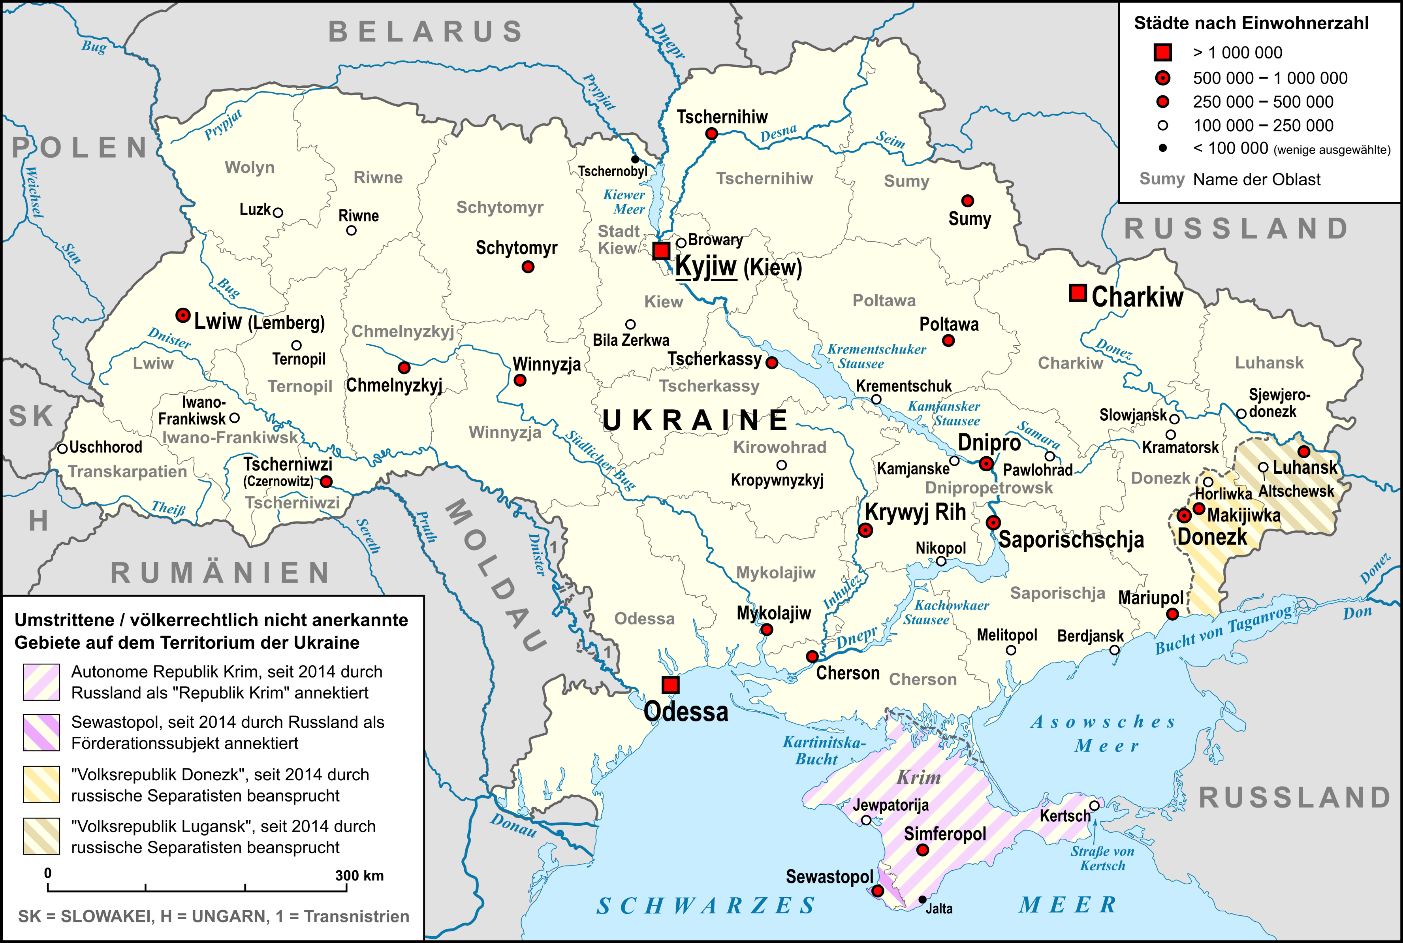 BELARUS
POLEN
RUSSLAND
SK
H
RUMÄNIEN
MOLDAU
UKRAINE
RUSSLAND
Städte nach Einwohnerzahl
> 1 000 000
500 000 – 1 000 000
250 000 – 500 000
100 000 – 250 000
< 100 000 (wenige ausgewählte)
Sumy Name der Oblast
Bug
Dnepr
Prypjat
Prypjat
Weichsel
San
Bug
Dnister
Desna
Seim
Kiewer
Meer
Tschernihiw
Tschernobyl
Wolyn
Riwne
Schytomyr
Tschernihiw
Sumy
Luzk
Riwne
Sumy
Schytomyr
Stadt
Kiew
Browary
Kyjiw (Kiew)
Kiew
Poltawa
Charkiw
Lwiw (Lemberg)
Chmelnyzkyj
Bila Zerkwa
Poltawa
Ternopil
Lwiw
Ternopil
Chmelnyzkyj
Winnyzja
Tscherkassy
Tscherkassy
Krementschuker
Stausee
Krementschuk
Charkiw
Donez
Luhansk
Iwano-
Frankiwsk
Iwano-Frankiwsk
Winnyzja
Südlicher Bug
Kamjansker
Stausee
Slowjansk
Sjewjero-
donezk
Kramatorsk
Uschhorod
Transkarpatien
Tscherniwzi
(Czernowitz)
Tscherniwzi
Theiß
Kirowohrad
Kropywnyzkyj
Dnipro
Samara
Kamjanske
Pawlohrad
Dnipropetrowsk
Donezk
Luhansk
Horliwka
Altschewsk
Makijiwka
Donezk
Krywyj Rih
Saporischschja
Nikopol
Sereth
Pruth
Dnister
1
1
Mykolajiw
Inhulez
Saporischja
Mariupol
Odessa
Mykolajiw
Kachowkaer
Stausee
Dnepr
Melitopol
Berdjansk
Bucht von Taganrog
Donez
Don
Cherson
Cherson
Odessa
Kartinitska-
Bucht
Asowsches
Meer
Krim
Jewpatorija
Kertsch
Simferopol
Straße von
Kertsch
Sewastopol
Jalta
Donau
SCHWARZES MEER
Umstrittene / völkerrechtlich nicht anerkannte
Gebiete auf dem Territorium der Ukraine
Autonome Republik Krim, seit 2014 durch
Russland als "Republik Krim" annektiert
Sewastopol, seit 2014 durch Russland als
Förderationssubjekt annektiert
"Volksrepublik Donezk", seit 2014 durch
russische Separatisten beansprucht
"Volksrepublik Lugansk", seit 2014 durch
russische Separatisten beansprucht
0 300 km
SK = SLOWAKEI, H = UNGARN, 1 = Transnistrien